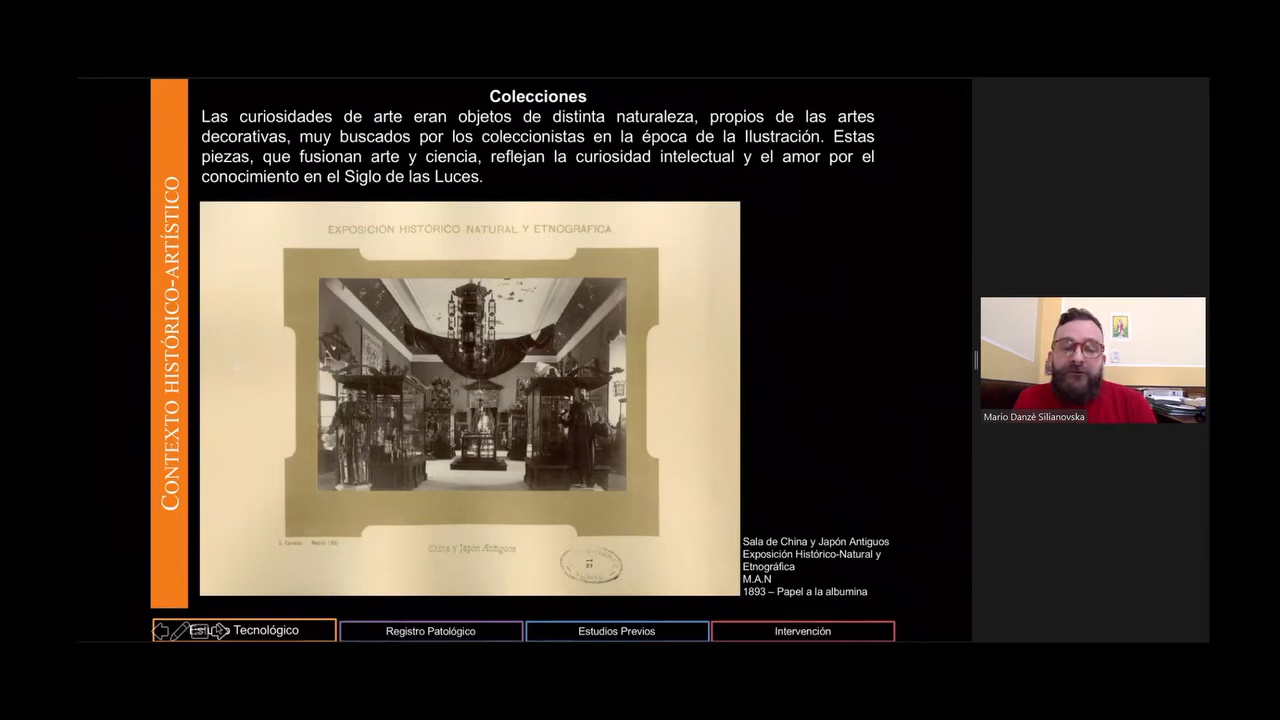 Colecciones
Las curiosidades de arte eran objetos de distinta naturaleza, propios de las artes
decorativas, muy buscados por los coleccionistas en la época de la Ilustración. Estas
piezas, que fusionan arte y ciencia, reflejan la curiosidad intelectual y el amor por el
conocimiento en el Siglo de las Luces.
CONTEXTO HISTÓRICO-ARTÍSTICO
EXPOSICIÓN HISTÓRICO NATURAL Y ETNOGRÁFICA
China y Japón Antiguos
Sala de China y Japón Antiguos
Exposición Histórico-Natural y
Etnográfica
M.A.N
1893 – Papel a la albumina
Mario Danzè Silianovska
Estudio Tecnológico
Registro Patológico
Estudios Previos
Intervención